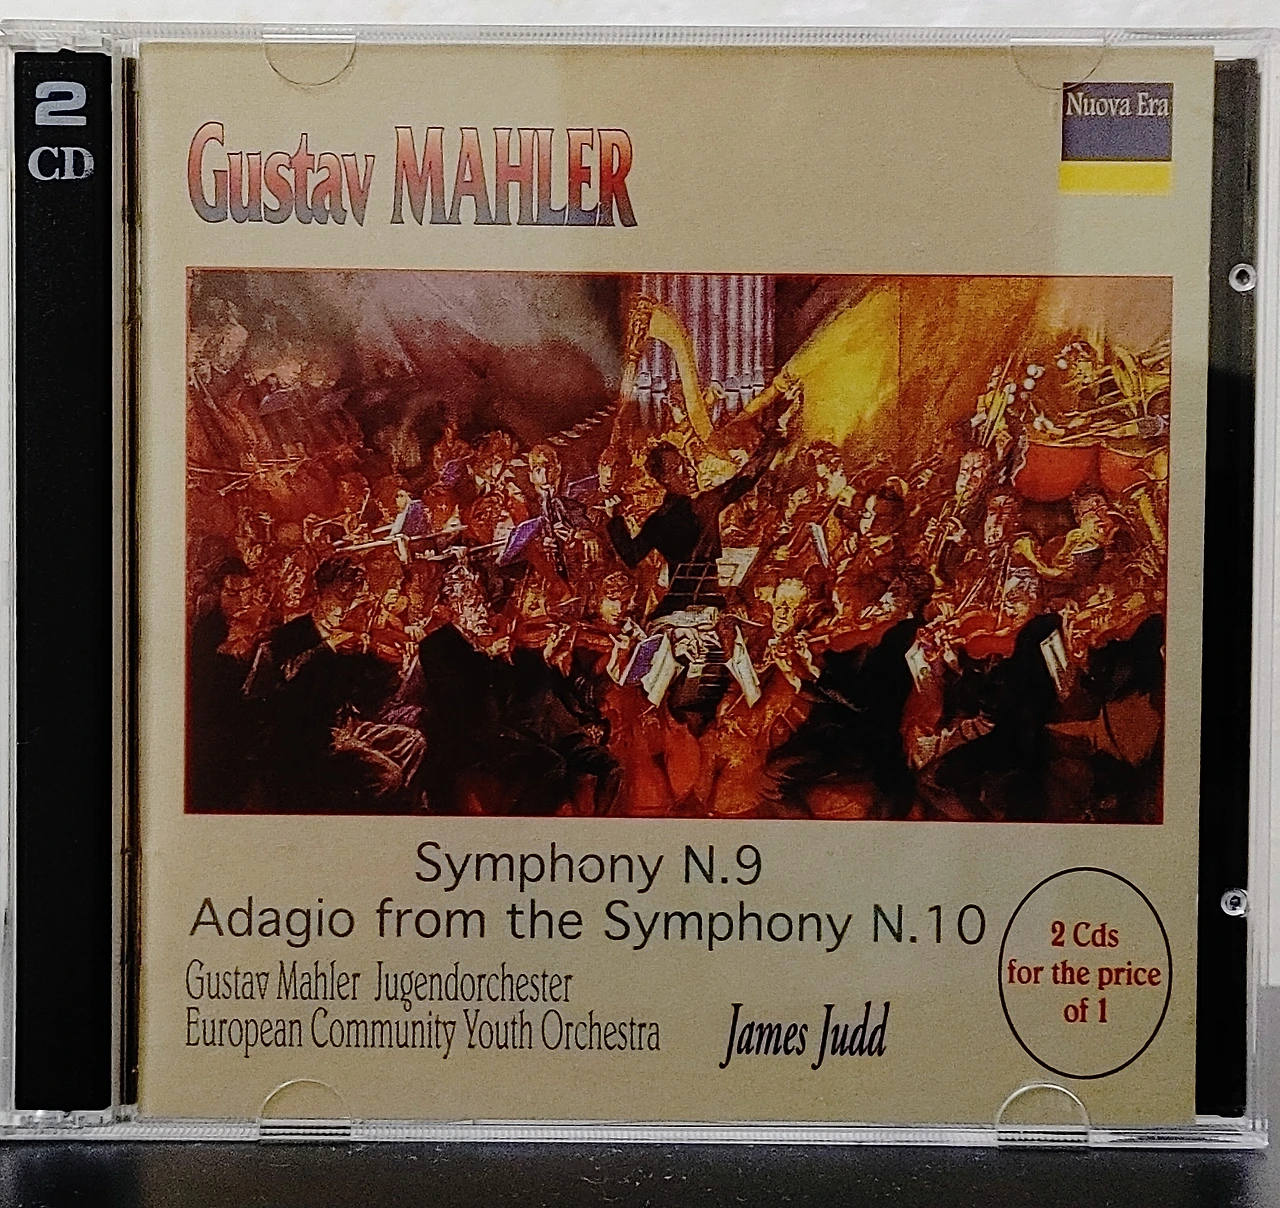 2
CD
Nuova Era
Gustav MAHLER
Symphony N.9
Adagio from the Symphony N.10
Gustav Mahler Jugendorchester
European Community Youth Orchestra
James Judd
2 Cds
for the price
of 1